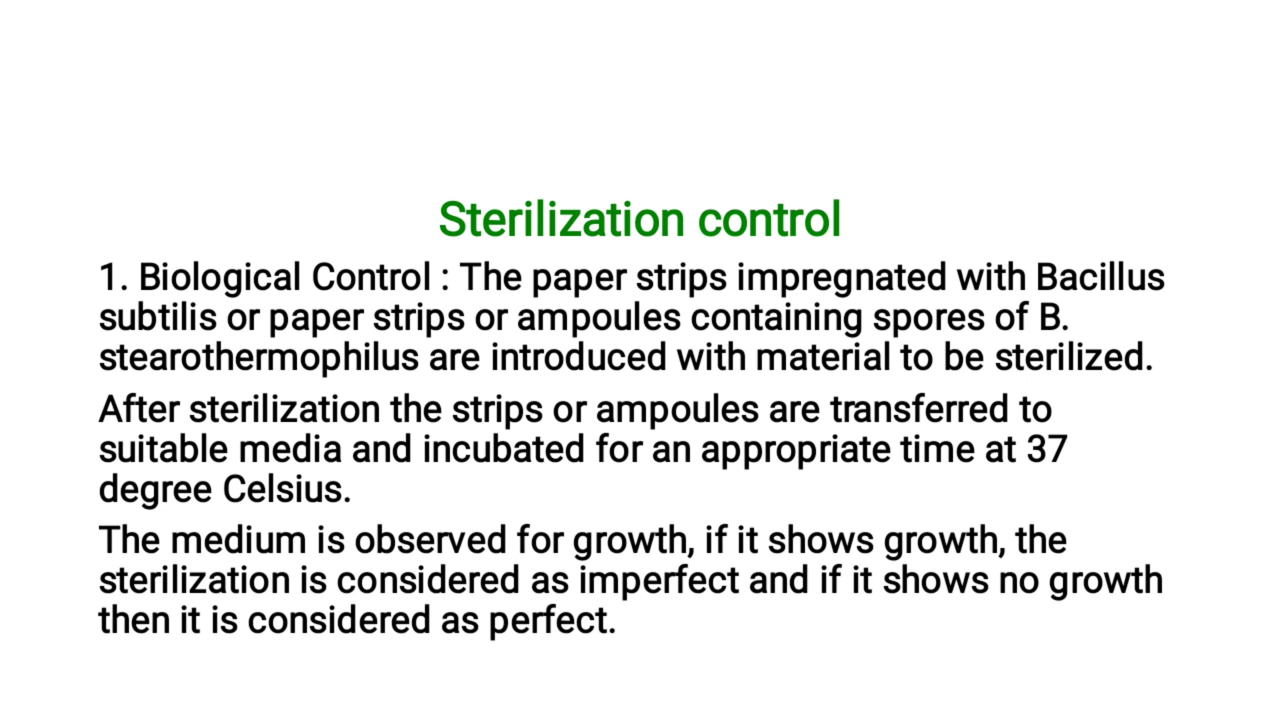 Sterilization control
1. Biological Control : The paper strips impregnated with Bacillus
subtilis or paper strips or ampoules containing spores of B.
stearothermophilus are introduced with material to be sterilized.
After sterilization the strips or ampoules are transferred to
suitable media and incubated for an appropriate time at 37
degree Celsius.
The medium is observed for growth, if it shows growth, the
sterilization is considered as imperfect and if it shows no growth
then it is considered as perfect.